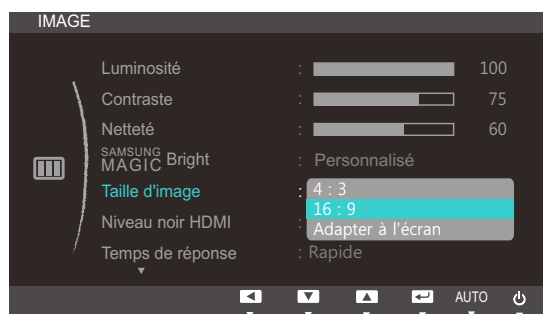 IMAGE
Luminosité : 100
Contraste : 75
Netteté : 60
SAMSUNG
MAGIC Bright : Personnalisé
Taille d'image : 4 : 3
16 : 9
Niveau noir HDMI :
Adapter à l'écran
Temps de réponse : Rapide
AUTO